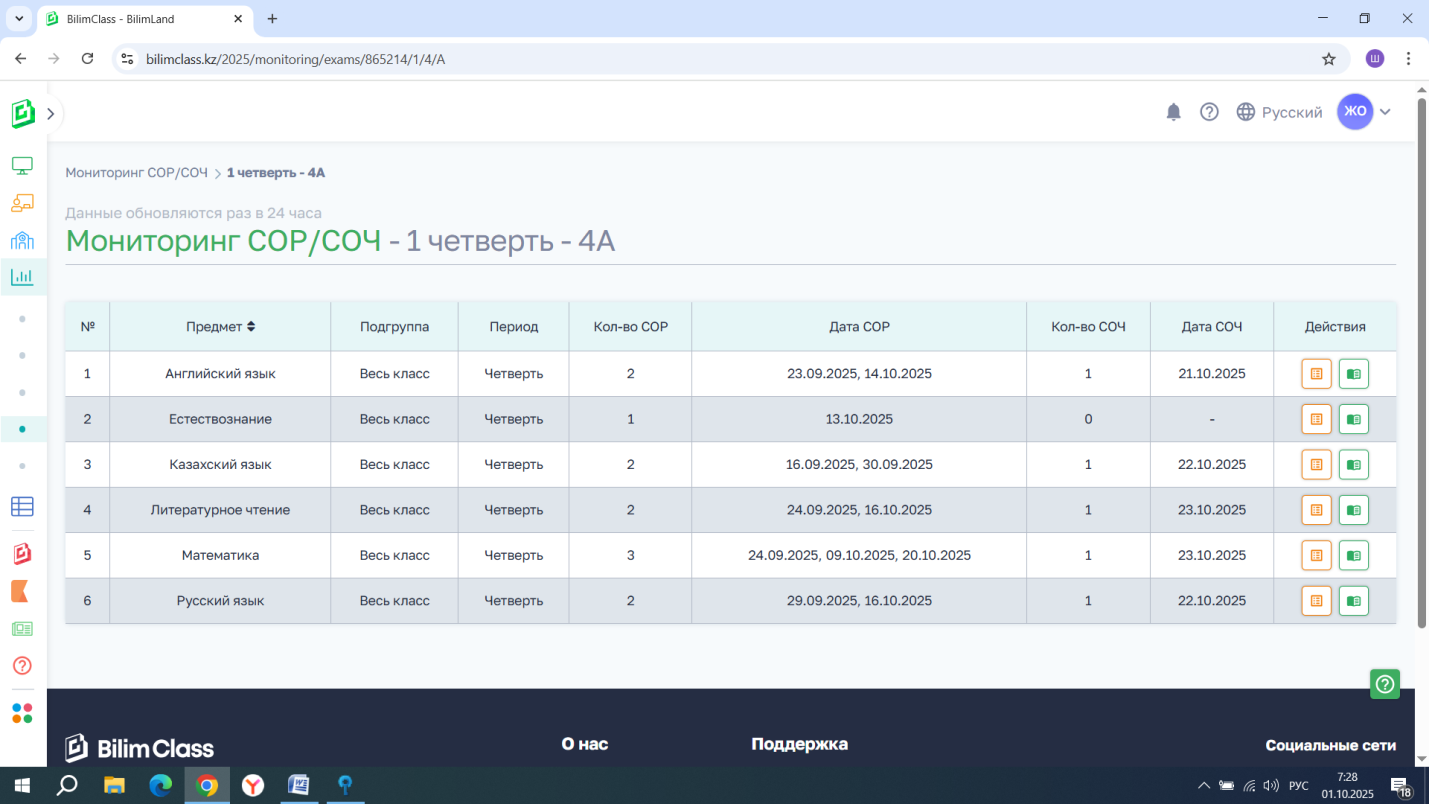 BilimClass - BilimLand
bilimclass.kz/2025/monitoring/exams/865214/1/4/A
Ш
Русский
ЖО
Мониторинг СОР/СОЧ > 1 четверть - 4А
Данные обновляются раз в 24 часа
Мониторинг СОР/СОЧ - 1 четверть - 4А
№ Предмет Подгруппа Период Кол-во СОР Дата СОР Кол-во СОЧ Дата СОЧ Действия
1 Английский язык Весь класс Четверть 2 23.09.2025, 14.10.2025 1 21.10.2025
2 Естествознание Весь класс Четверть 1 13.10.2025 0 -
3 Казахский язык Весь класс Четверть 2 16.09.2025, 30.09.2025 1 22.10.2025
4 Литературное чтение Весь класс Четверть 2 24.09.2025, 16.10.2025 1 23.10.2025
5 Математика Весь класс Четверть 3 24.09.2025, 09.10.2025, 20.10.2025 1 23.10.2025
6 Русский язык Весь класс Четверть 2 29.09.2025, 16.10.2025 1 22.10.2025
Bilim Class
О нас
Поддержка
Социальные сети
РУС
7:28
01.10.2025
18